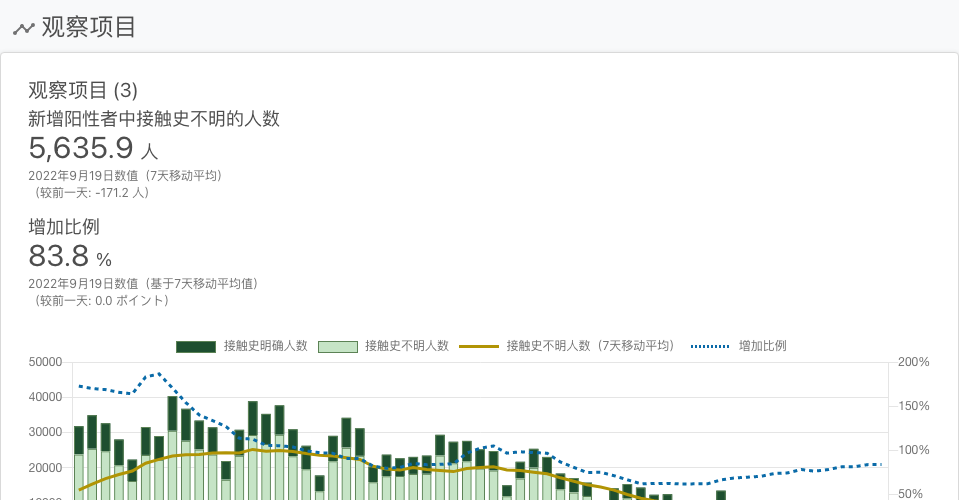 观察项目
观察项目 (3)
新增阳性者中接触史不明的人数
5,635.9 人
2022年9月19日数值（7天移动平均）
（较前一天: -171.2 人）
增加比例
83.8 %
2022年9月19日数值（基于7天移动平均值）
（较前一天: 0.0 ポイント）
接触史明确人数 接触史不明人数 接触史不明人数（7天移动平均） 增加比例
50000 200%
40000
150%
30000
100%
20000
50%